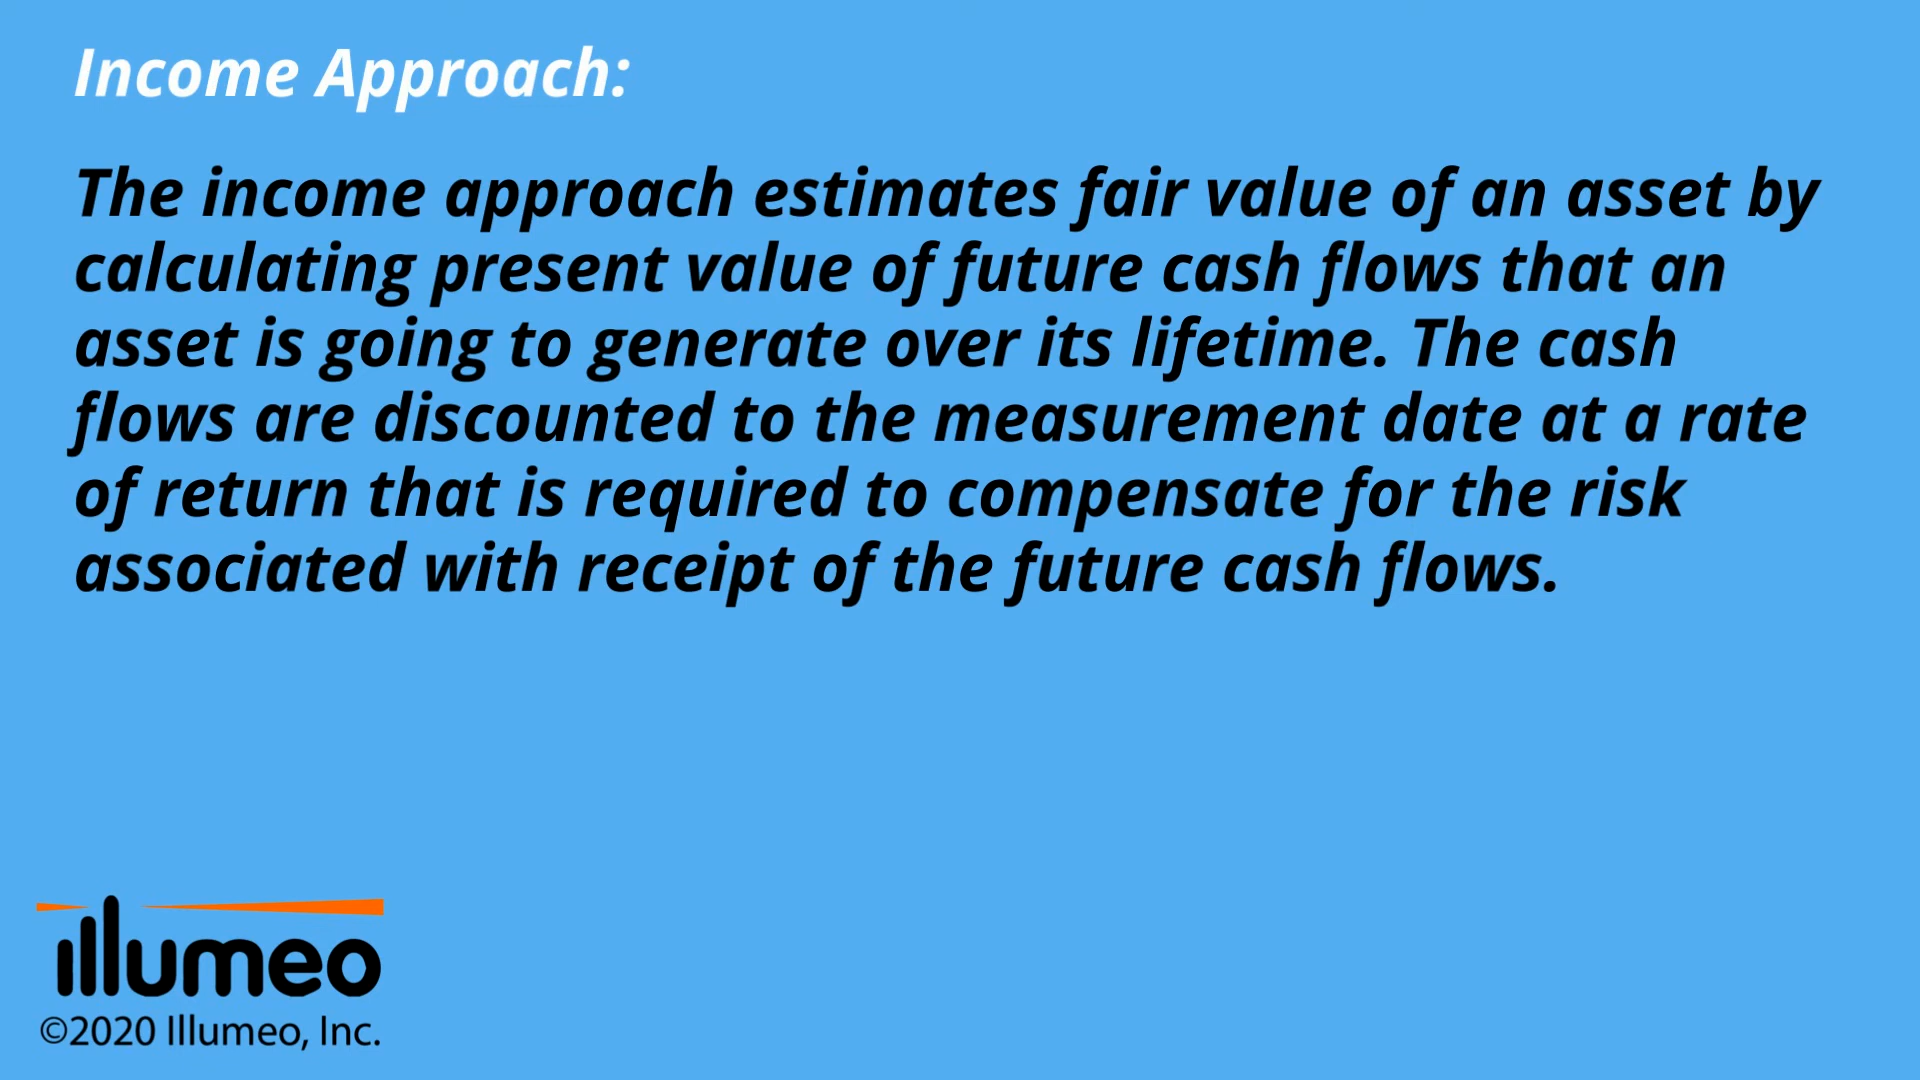 Income Approach:
The income approach estimates fair value of an asset by
calculating present value of future cash flows that an
asset is going to generate over its lifetime. The cash
flows are discounted to the measurement date at a rate
of return that is required to compensate for the risk
associated with receipt of the future cash flows.
illumeo
©2020 Illumeo, Inc.